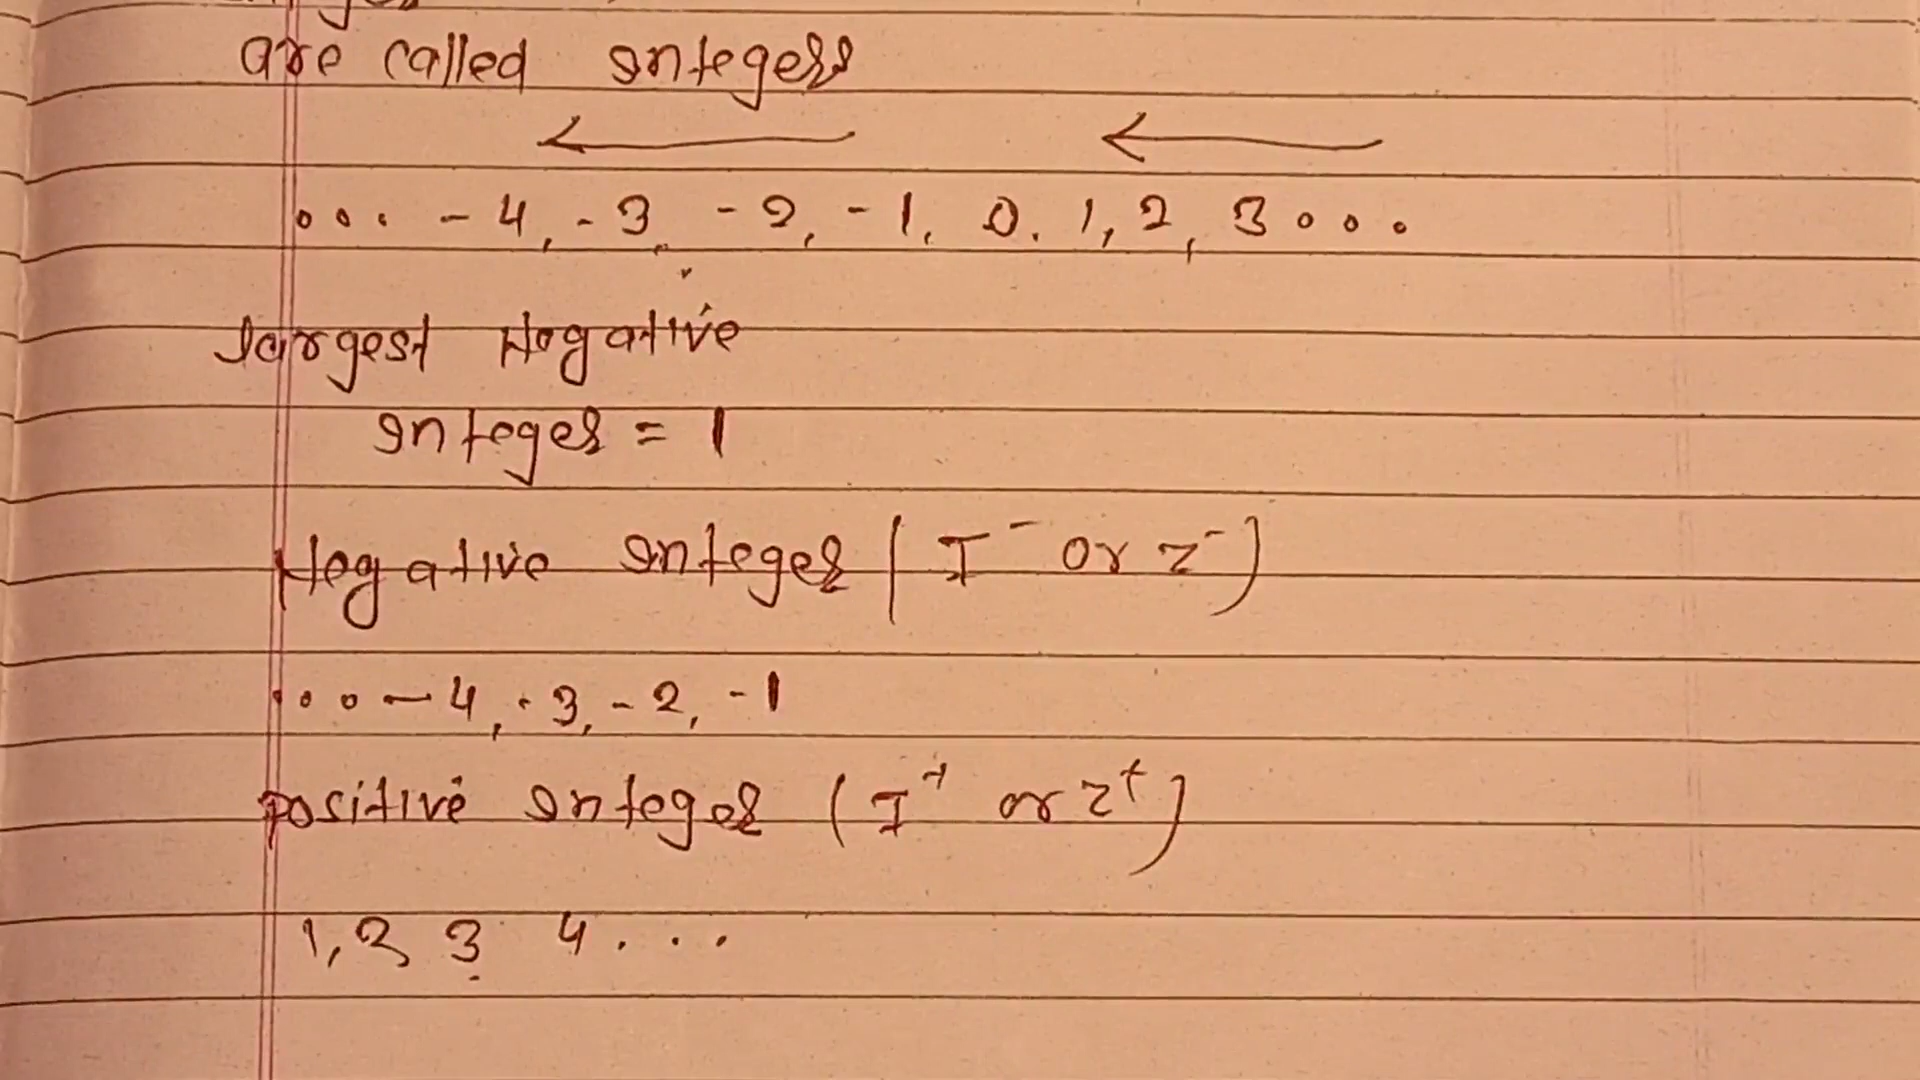 are called Integers
... -4, -3, -2, -1, 0, 1, 2, 3 ...
largest Negative
Integer = 1
Negative Integer (I⁻ or z⁻)
... -4, -3, -2, -1
positive Integer (I⁺ or z⁺)
1, 2, 3 4 ...